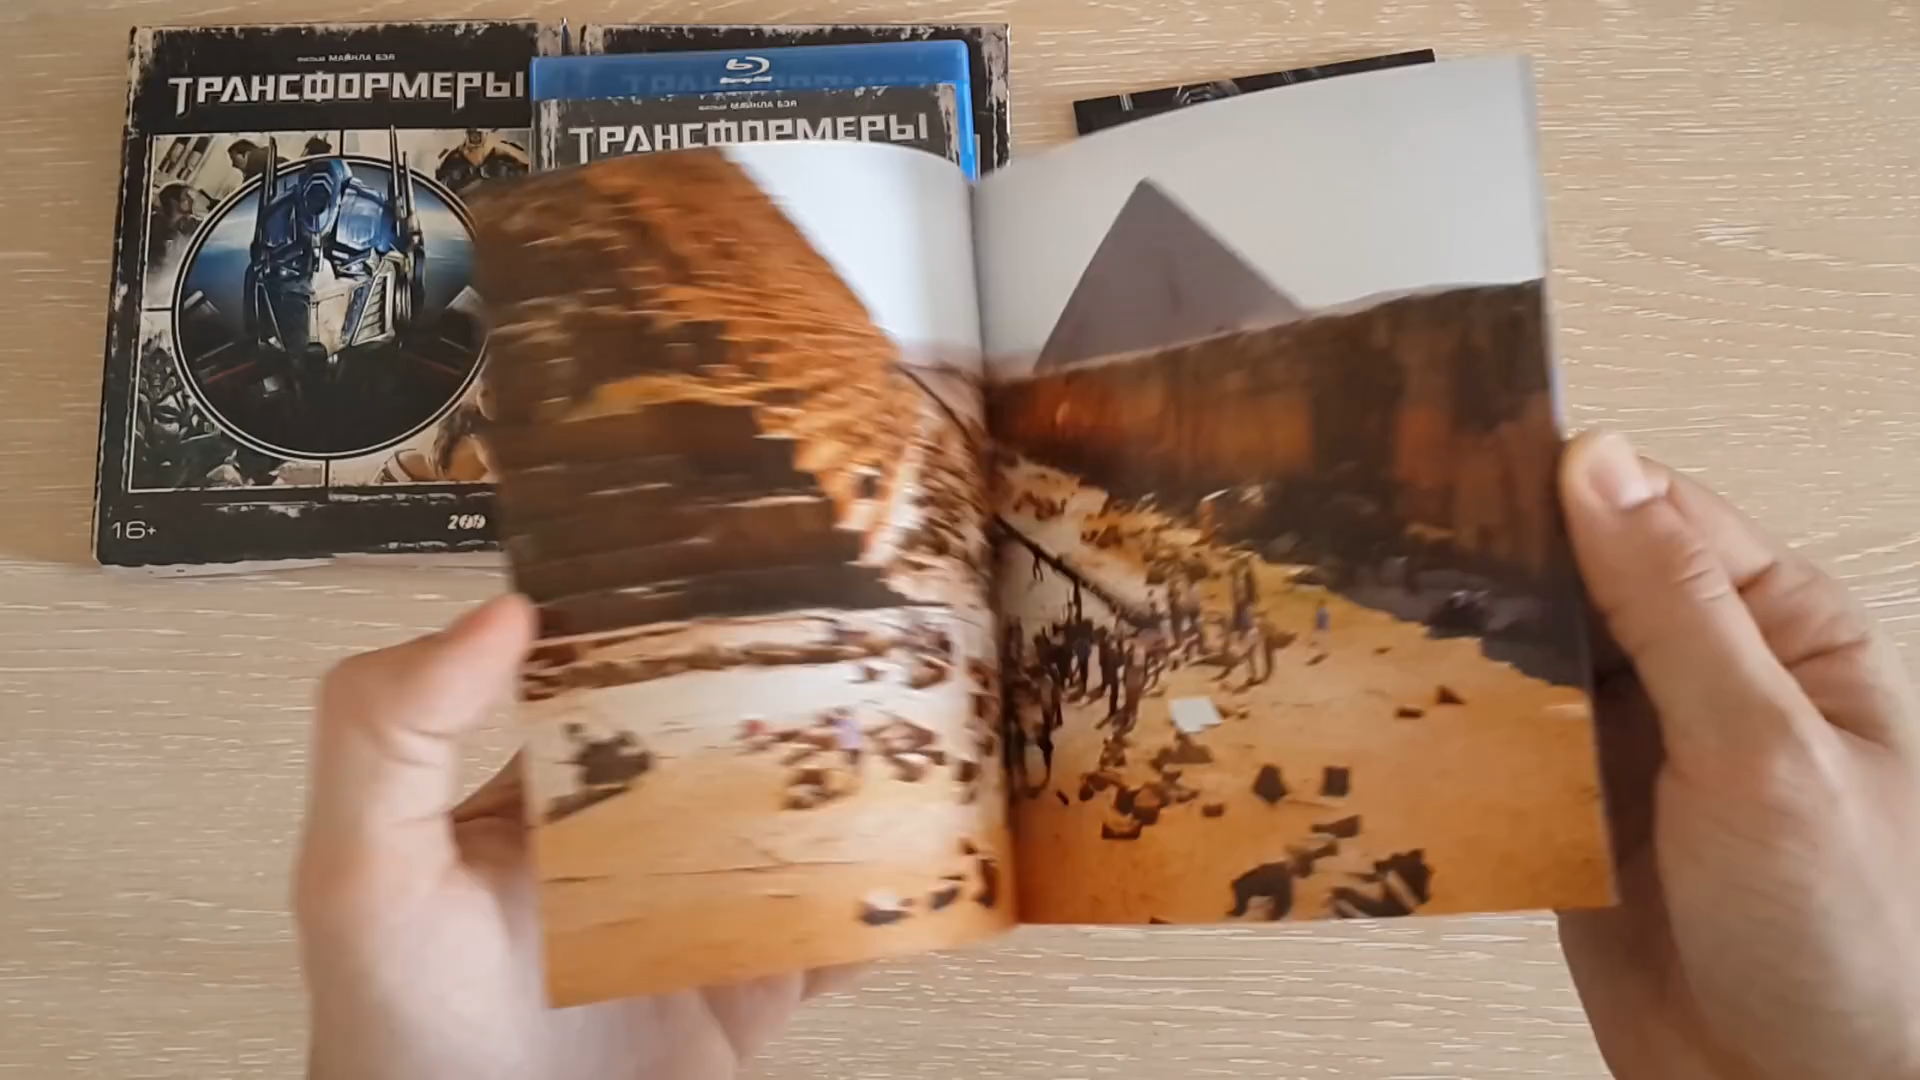 фильм МАЙКЛА БЭЯ
ТРАНСФОРМЕРЫ
16+
Blu-ray Disc
фильм МАЙКЛА БЭЯ
ТРАНСФОРМЕРЫ